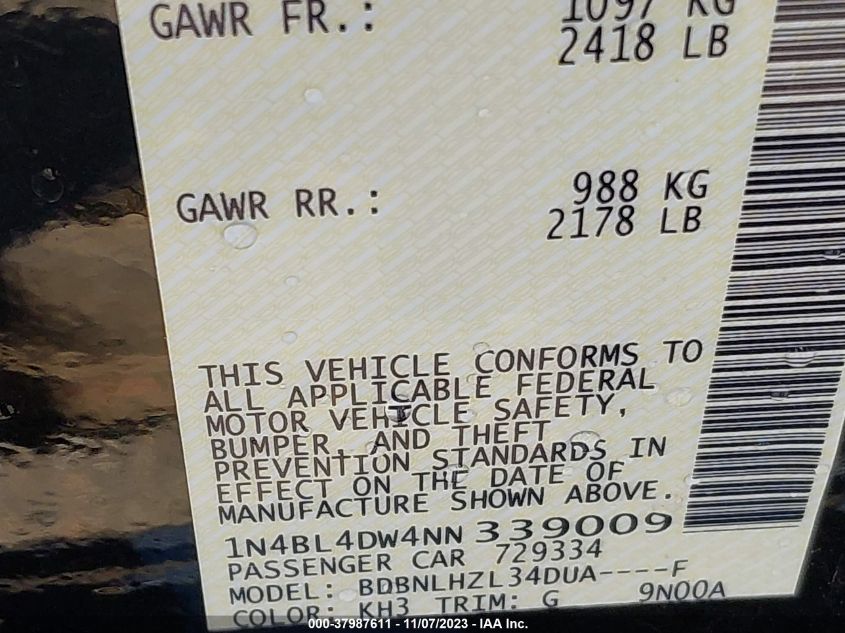 GAWR FR.: 1097 KG
2418 LB
GAWR RR.: 988 KG
2178 LB
THIS VEHICLE CONFORMS TO
ALL APPLICABLE FEDERAL
MOTOR VEHICLE SAFETY,
BUMPER, AND THEFT
PREVENTION STANDARDS IN
EFFECT ON THE DATE OF
MANUFACTURE SHOWN ABOVE.
1N4BL4DW4NN339009
PASSENGER CAR 729334
MODEL: BDBNLHZL34DUA----F
COLOR: KH3 TRIM: G 9N00A
000-37987611 - 11/07/2023 - IAA Inc.